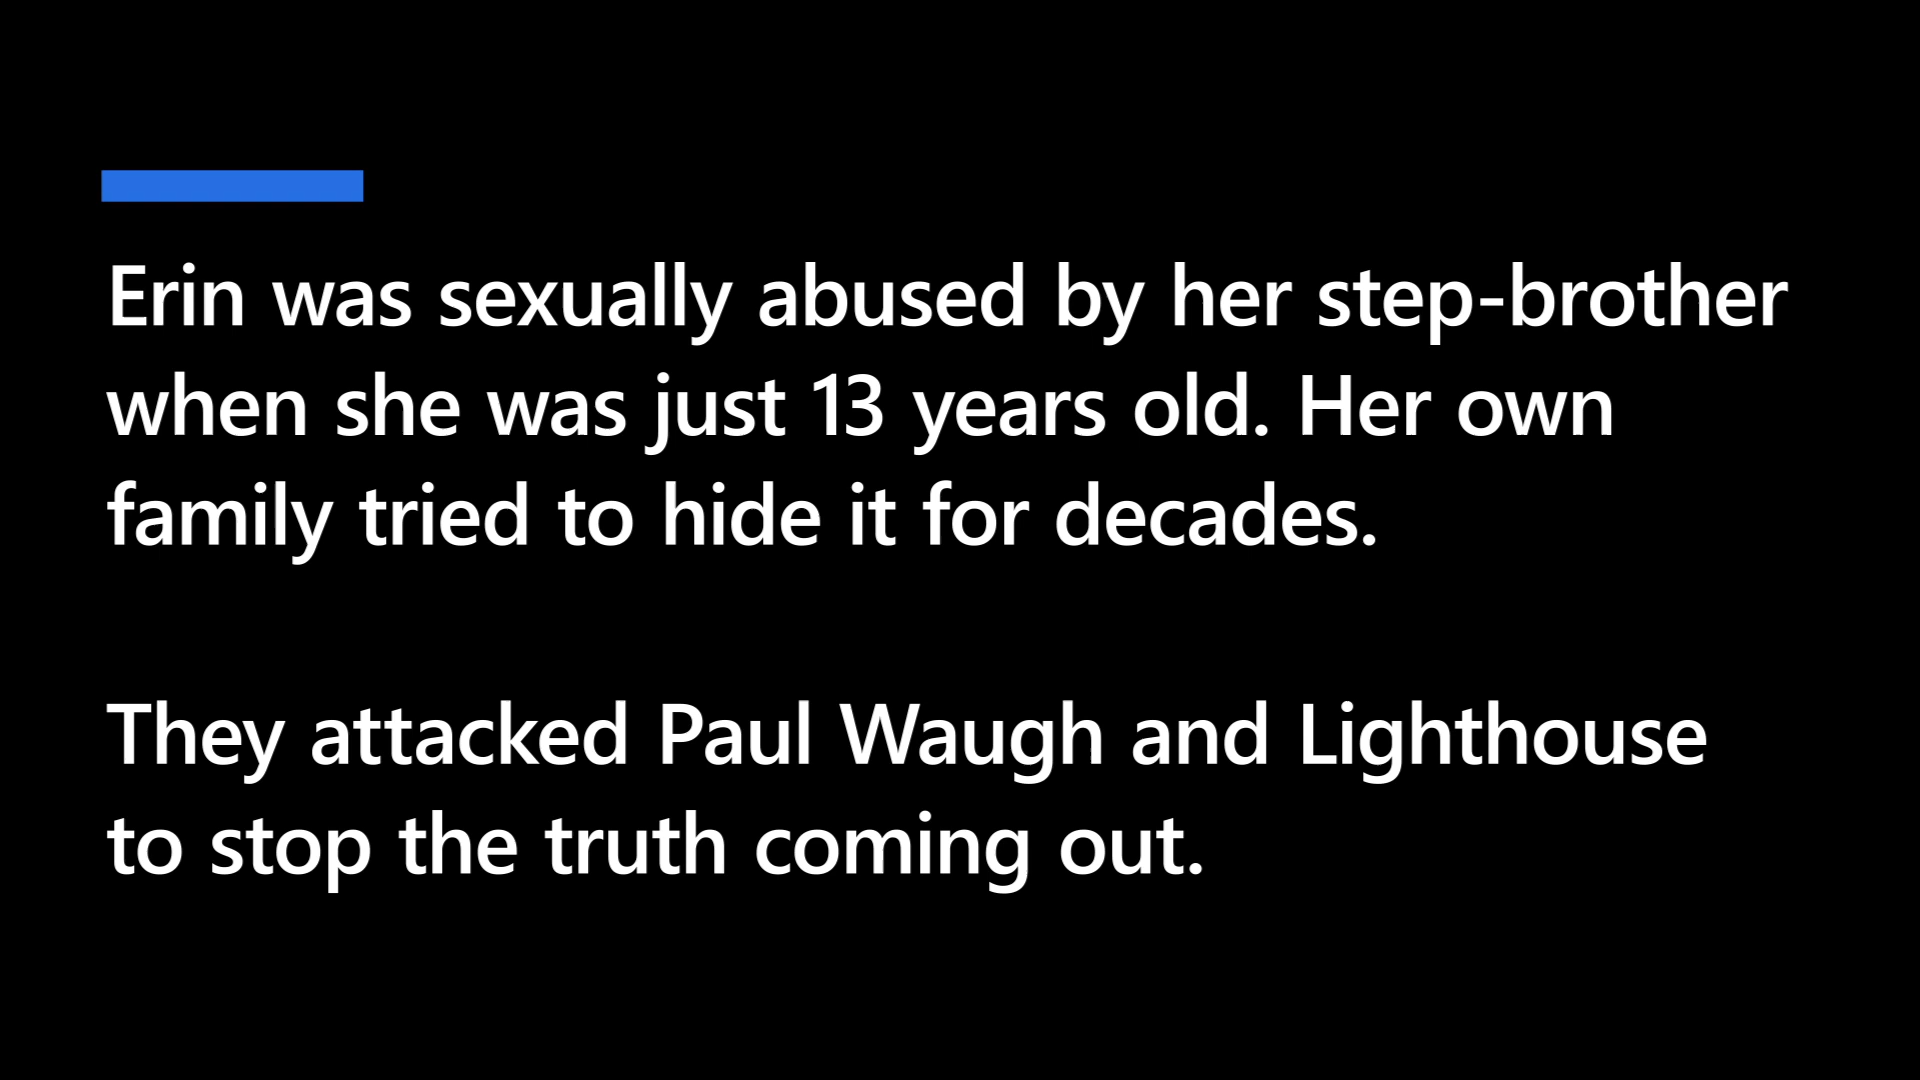 Erin was sexually abused by her step-brother
when she was just 13 years old. Her own
family tried to hide it for decades.
They attacked Paul Waugh and Lighthouse
to stop the truth coming out.